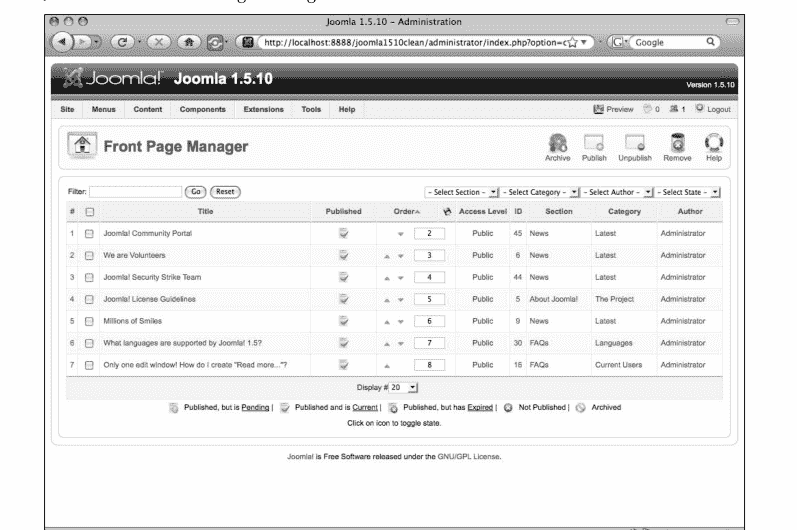 Joomla 1.5.10 – Administration
http://localhost:8888/joomla1510clean/administrator/index.php?option=c
Google
Joomla! Joomla 1.5.10
Version 1.5.10
Site Menus Content Components Extensions Tools Help Preview 0 1 Logout
Front Page Manager
Archive Publish Unpublish Remove Help
Filter: Go Reset - Select Section - - Select Category - - Select Author - - Select State -
# Title Published Order Access Level ID Section Category Author
1 Joomla! Community Portal 2 Public 45 News Latest Administrator
2 We are Volunteers 3 Public 6 News Latest Administrator
3 Joomla! Security Strike Team 4 Public 44 News Latest Administrator
4 Joomla! License Guidelines 5 Public 5 About Joomla! The Project Administrator
5 Millions of Smiles 6 Public 9 News Latest Administrator
6 What languages are supported by Joomla! 1.5? 7 Public 30 FAQs Languages Administrator
7 Only one edit window! How do I create "Read more..."? 8 Public 16 FAQs Current Users Administrator
Display # 20
Published, but is Pending | Published and is Current | Published, but has Expired | Not Published | Archived
Click on icon to toggle state.
Joomla! is Free Software released under the GNU/GPL License.